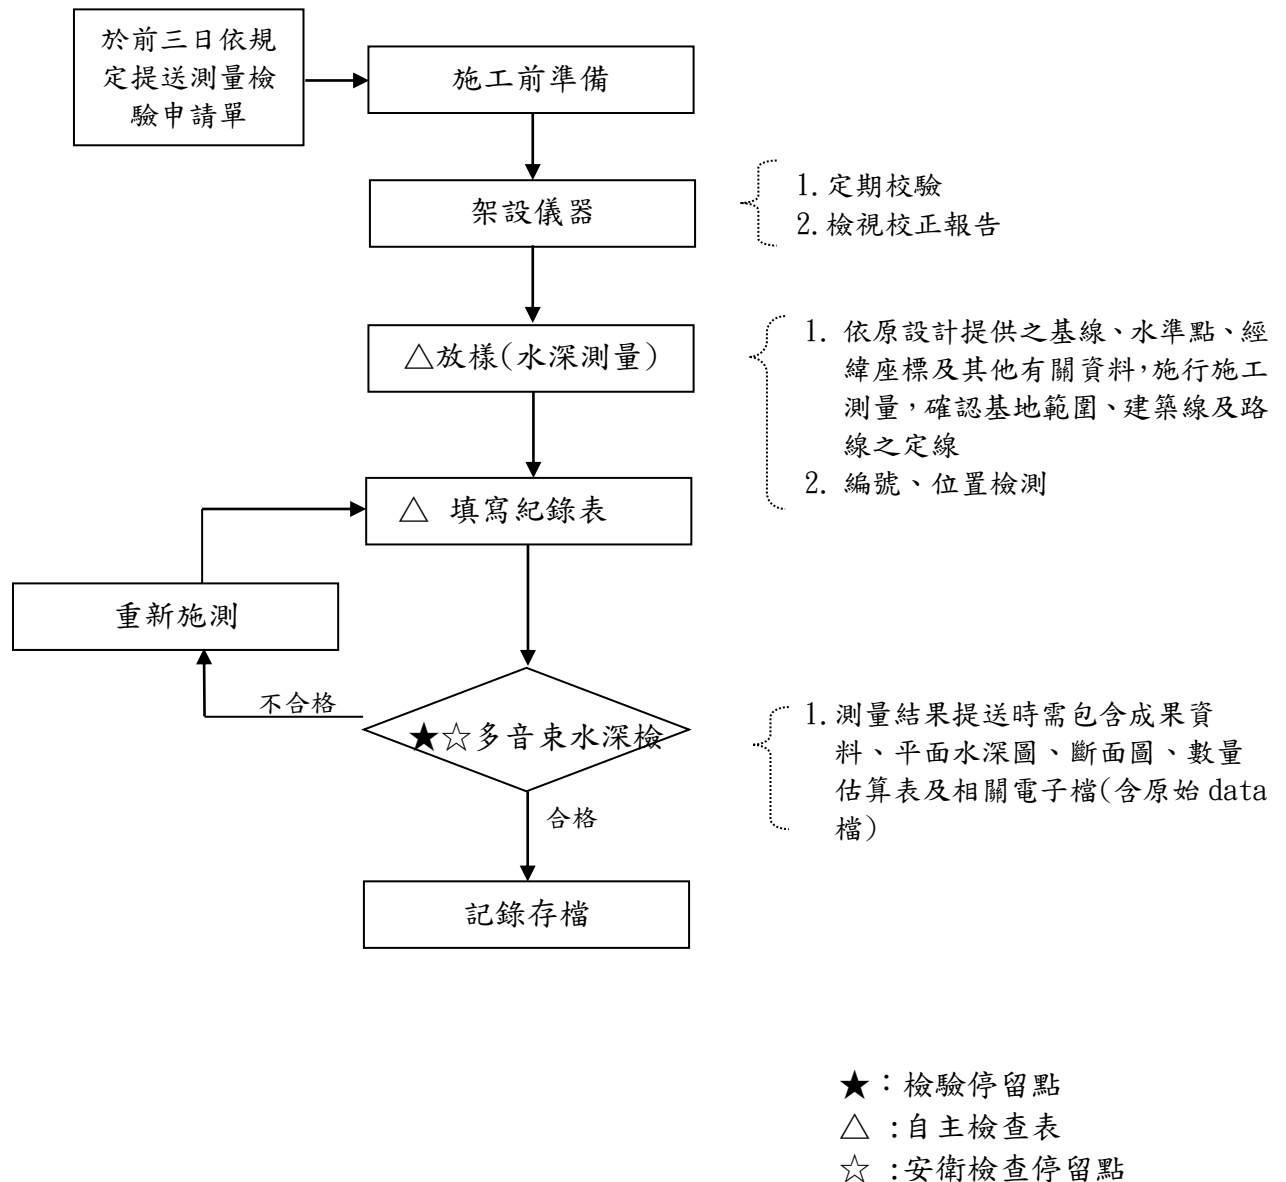 於前三日依規
定提送測量檢
驗申請單
施工前準備
架設儀器
1.定期校驗
2.檢視校正報告
△放樣(水深測量)
1. 依原設計提供之基線、水準點、經
緯座標及其他有關資料,施行施工
測量,確認基地範圍、建築線及路
線之定線
2. 編號、位置檢測
△ 填寫紀錄表
重新施測
不合格
★☆多音束水深檢
1.測量結果提送時需包含成果資
料、平面水深圖、斷面圖、數量
估算表及相關電子檔(含原始 data
檔)
合格
記錄存檔
★：檢驗停留點
△ :自主檢查表
☆ :安衛檢查停留點